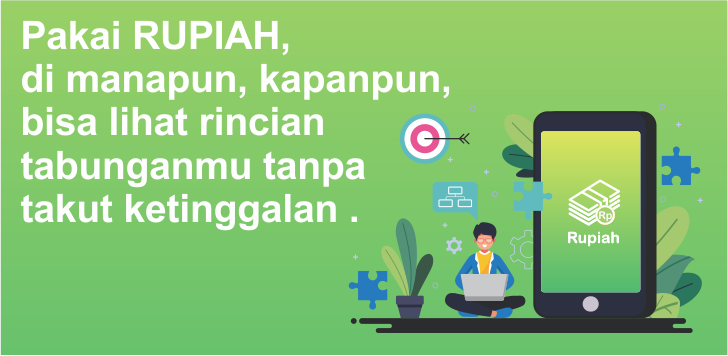 Pakai RUPIAH,
di manapun, kapanpun,
bisa lihat rincian
tabunganmu tanpa
takut ketinggalan .
Rp
Rupiah